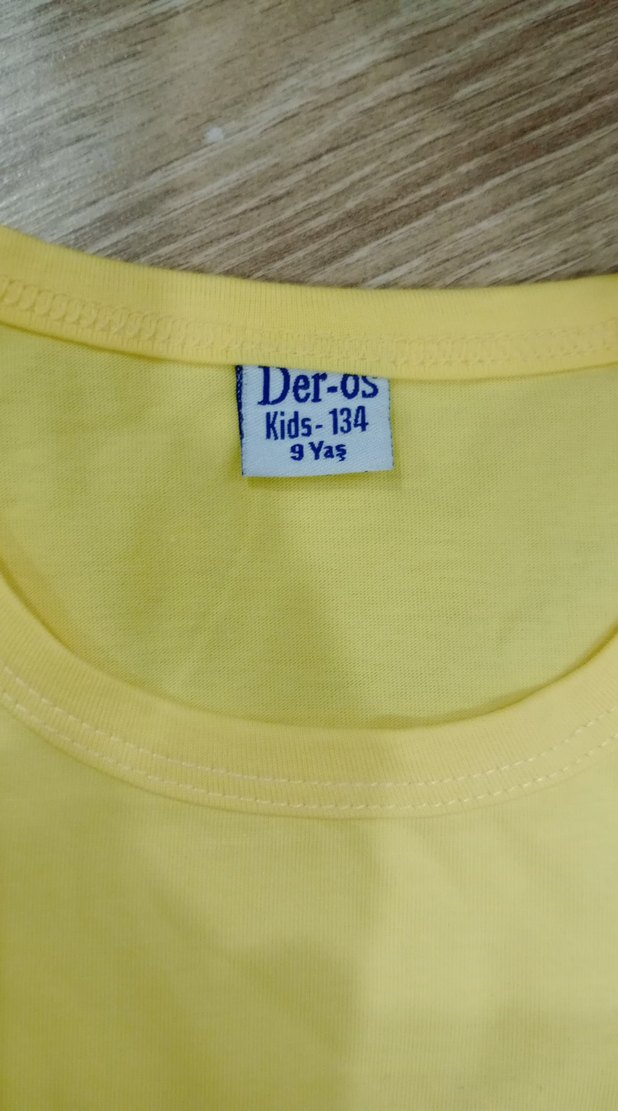 Der-os
Kids-134
9 Yaş